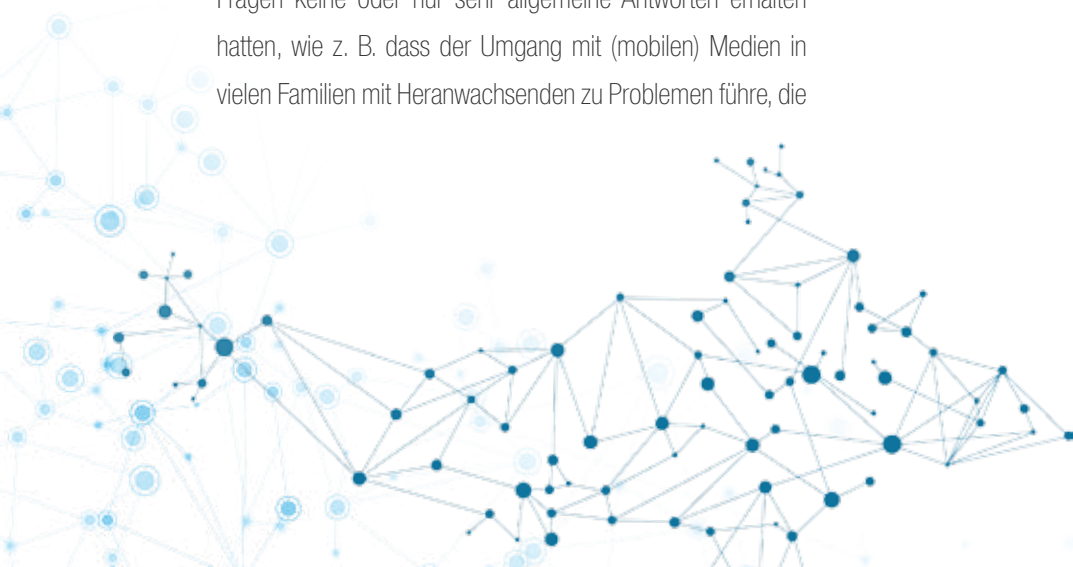 Fragen keine oder nur sehr allgemeine Antworten erhalten
hatten, wie z. B. dass der Umgang mit (mobilen) Medien in
vielen Familien mit Heranwachsenden zu Problemen führe, die